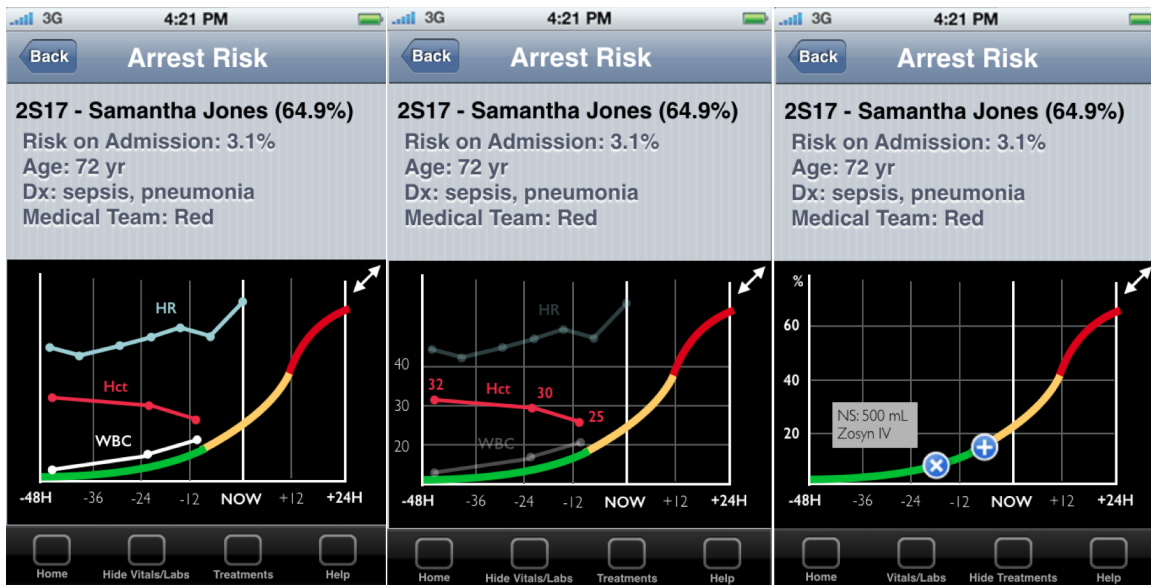 3G 4:21 PM
Back Arrest Risk
2S17 - Samantha Jones (64.9%)
Risk on Admission: 3.1%
Age: 72 yr
Dx: sepsis, pneumonia
Medical Team: Red
HR
Hct
WBC
-48H -36 -24 -12 NOW +12 +24H
Home Hide Vitals/Labs Treatments Help
3G 4:21 PM
Back Arrest Risk
2S17 - Samantha Jones (64.9%)
Risk on Admission: 3.1%
Age: 72 yr
Dx: sepsis, pneumonia
Medical Team: Red
HR
40
32 Hct 30
30
25
WBC
20
-48H -36 -24 -12 NOW +12 +24H
Home Hide Vitals/Labs Treatments Help
3G 4:21 PM
Back Arrest Risk
2S17 - Samantha Jones (64.9%)
Risk on Admission: 3.1%
Age: 72 yr
Dx: sepsis, pneumonia
Medical Team: Red
%
60
40
NS: 500 mL
Zosyn IV
20
-48H -36 -24 -12 NOW +12 +24H
Home Vitals/Labs Hide Treatments Help